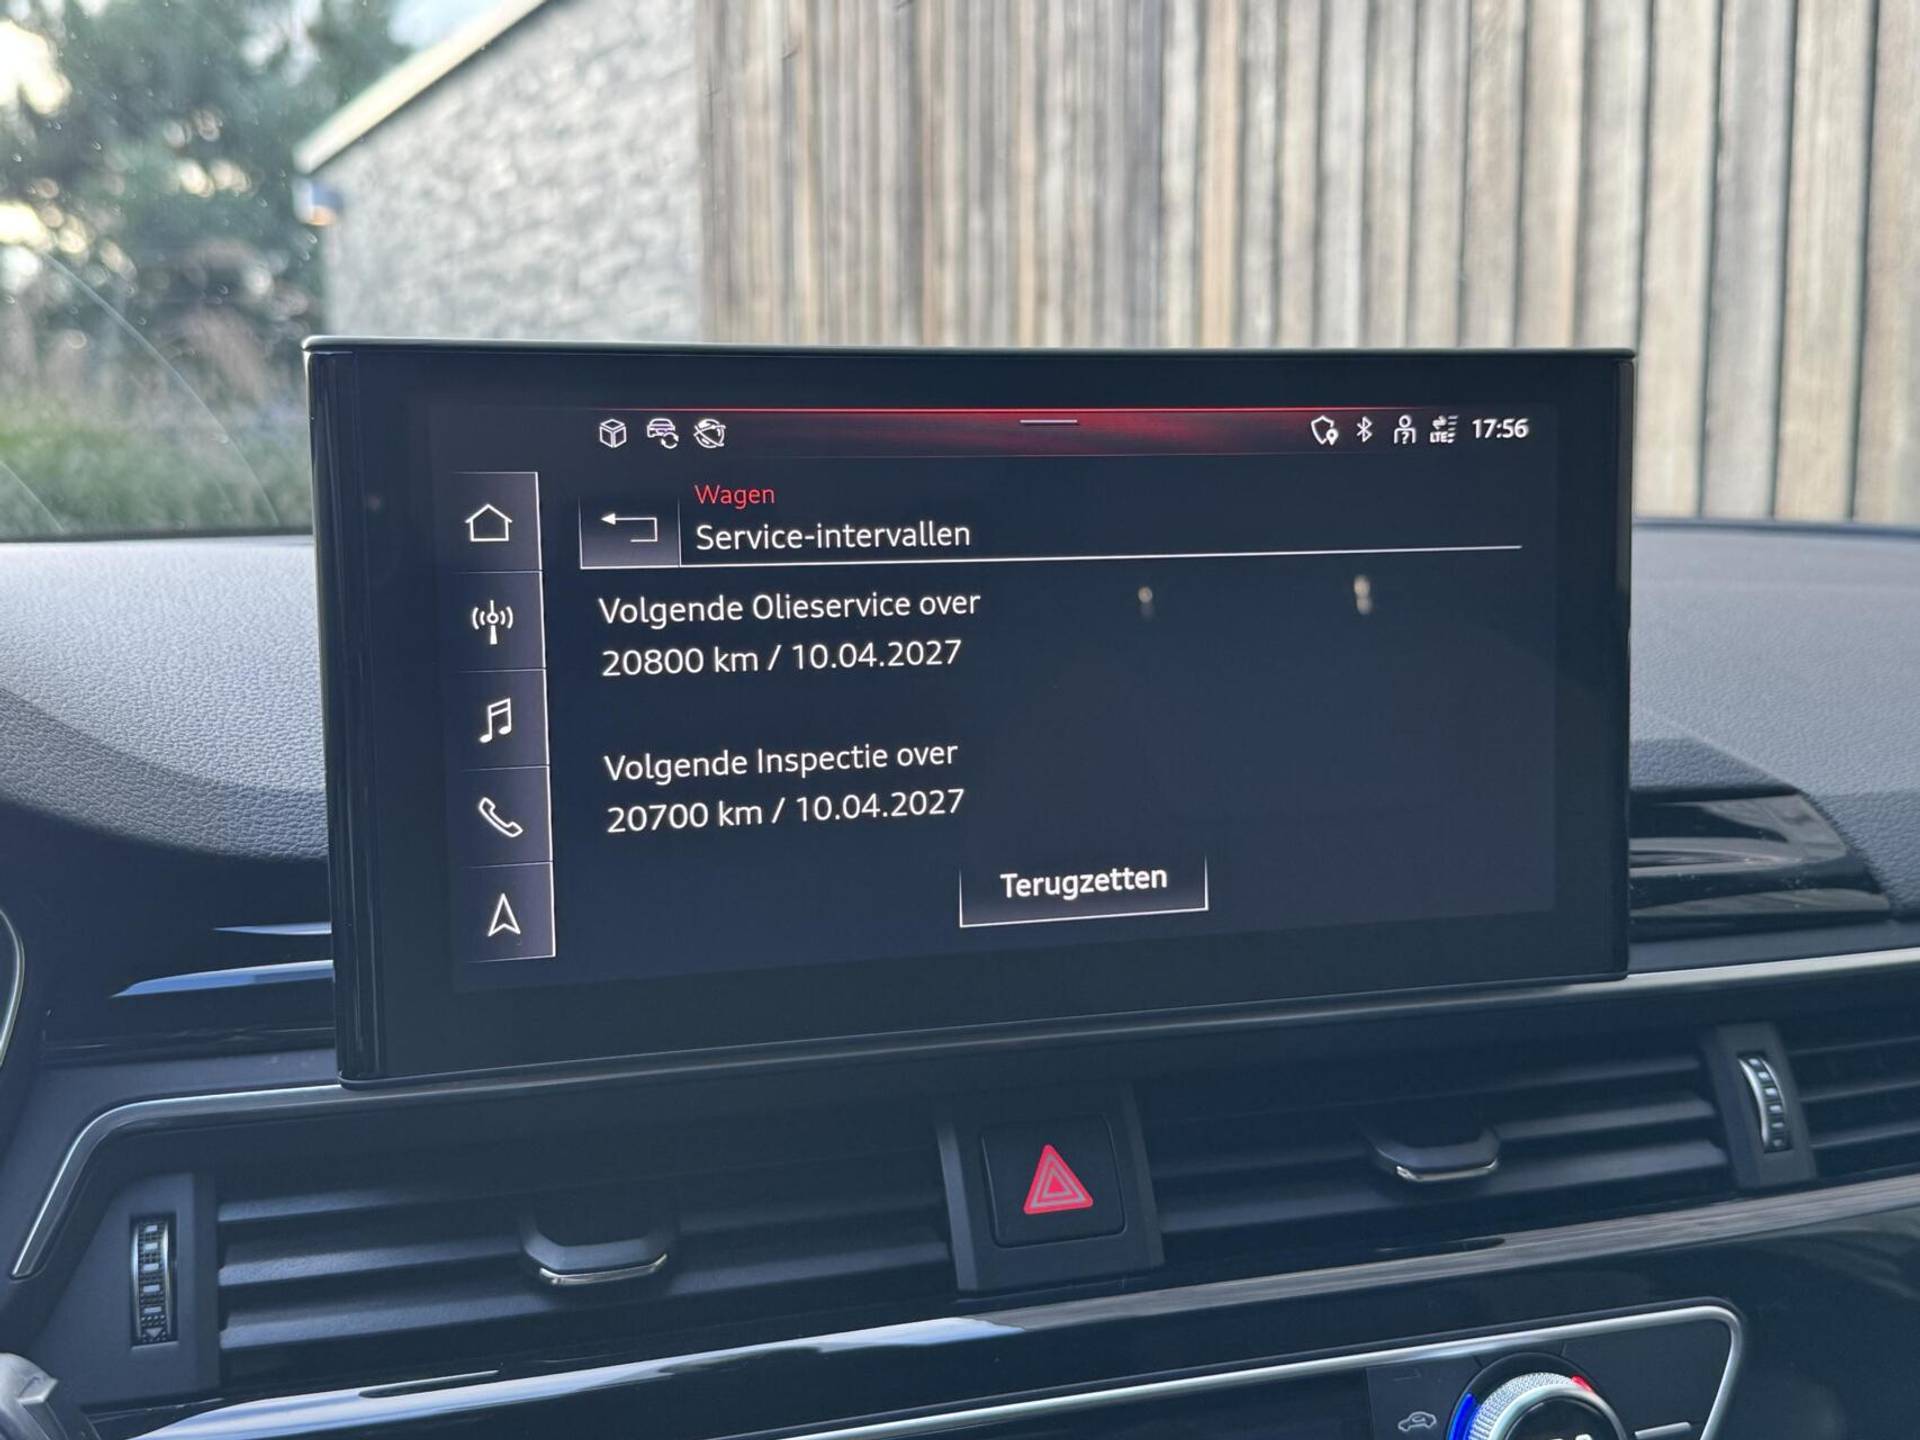 LTE 17:56
Wagen
Service-intervallen
Volgende Olieservice over
20800 km / 10.04.2027
Volgende Inspectie over
20700 km / 10.04.2027
Terugzetten